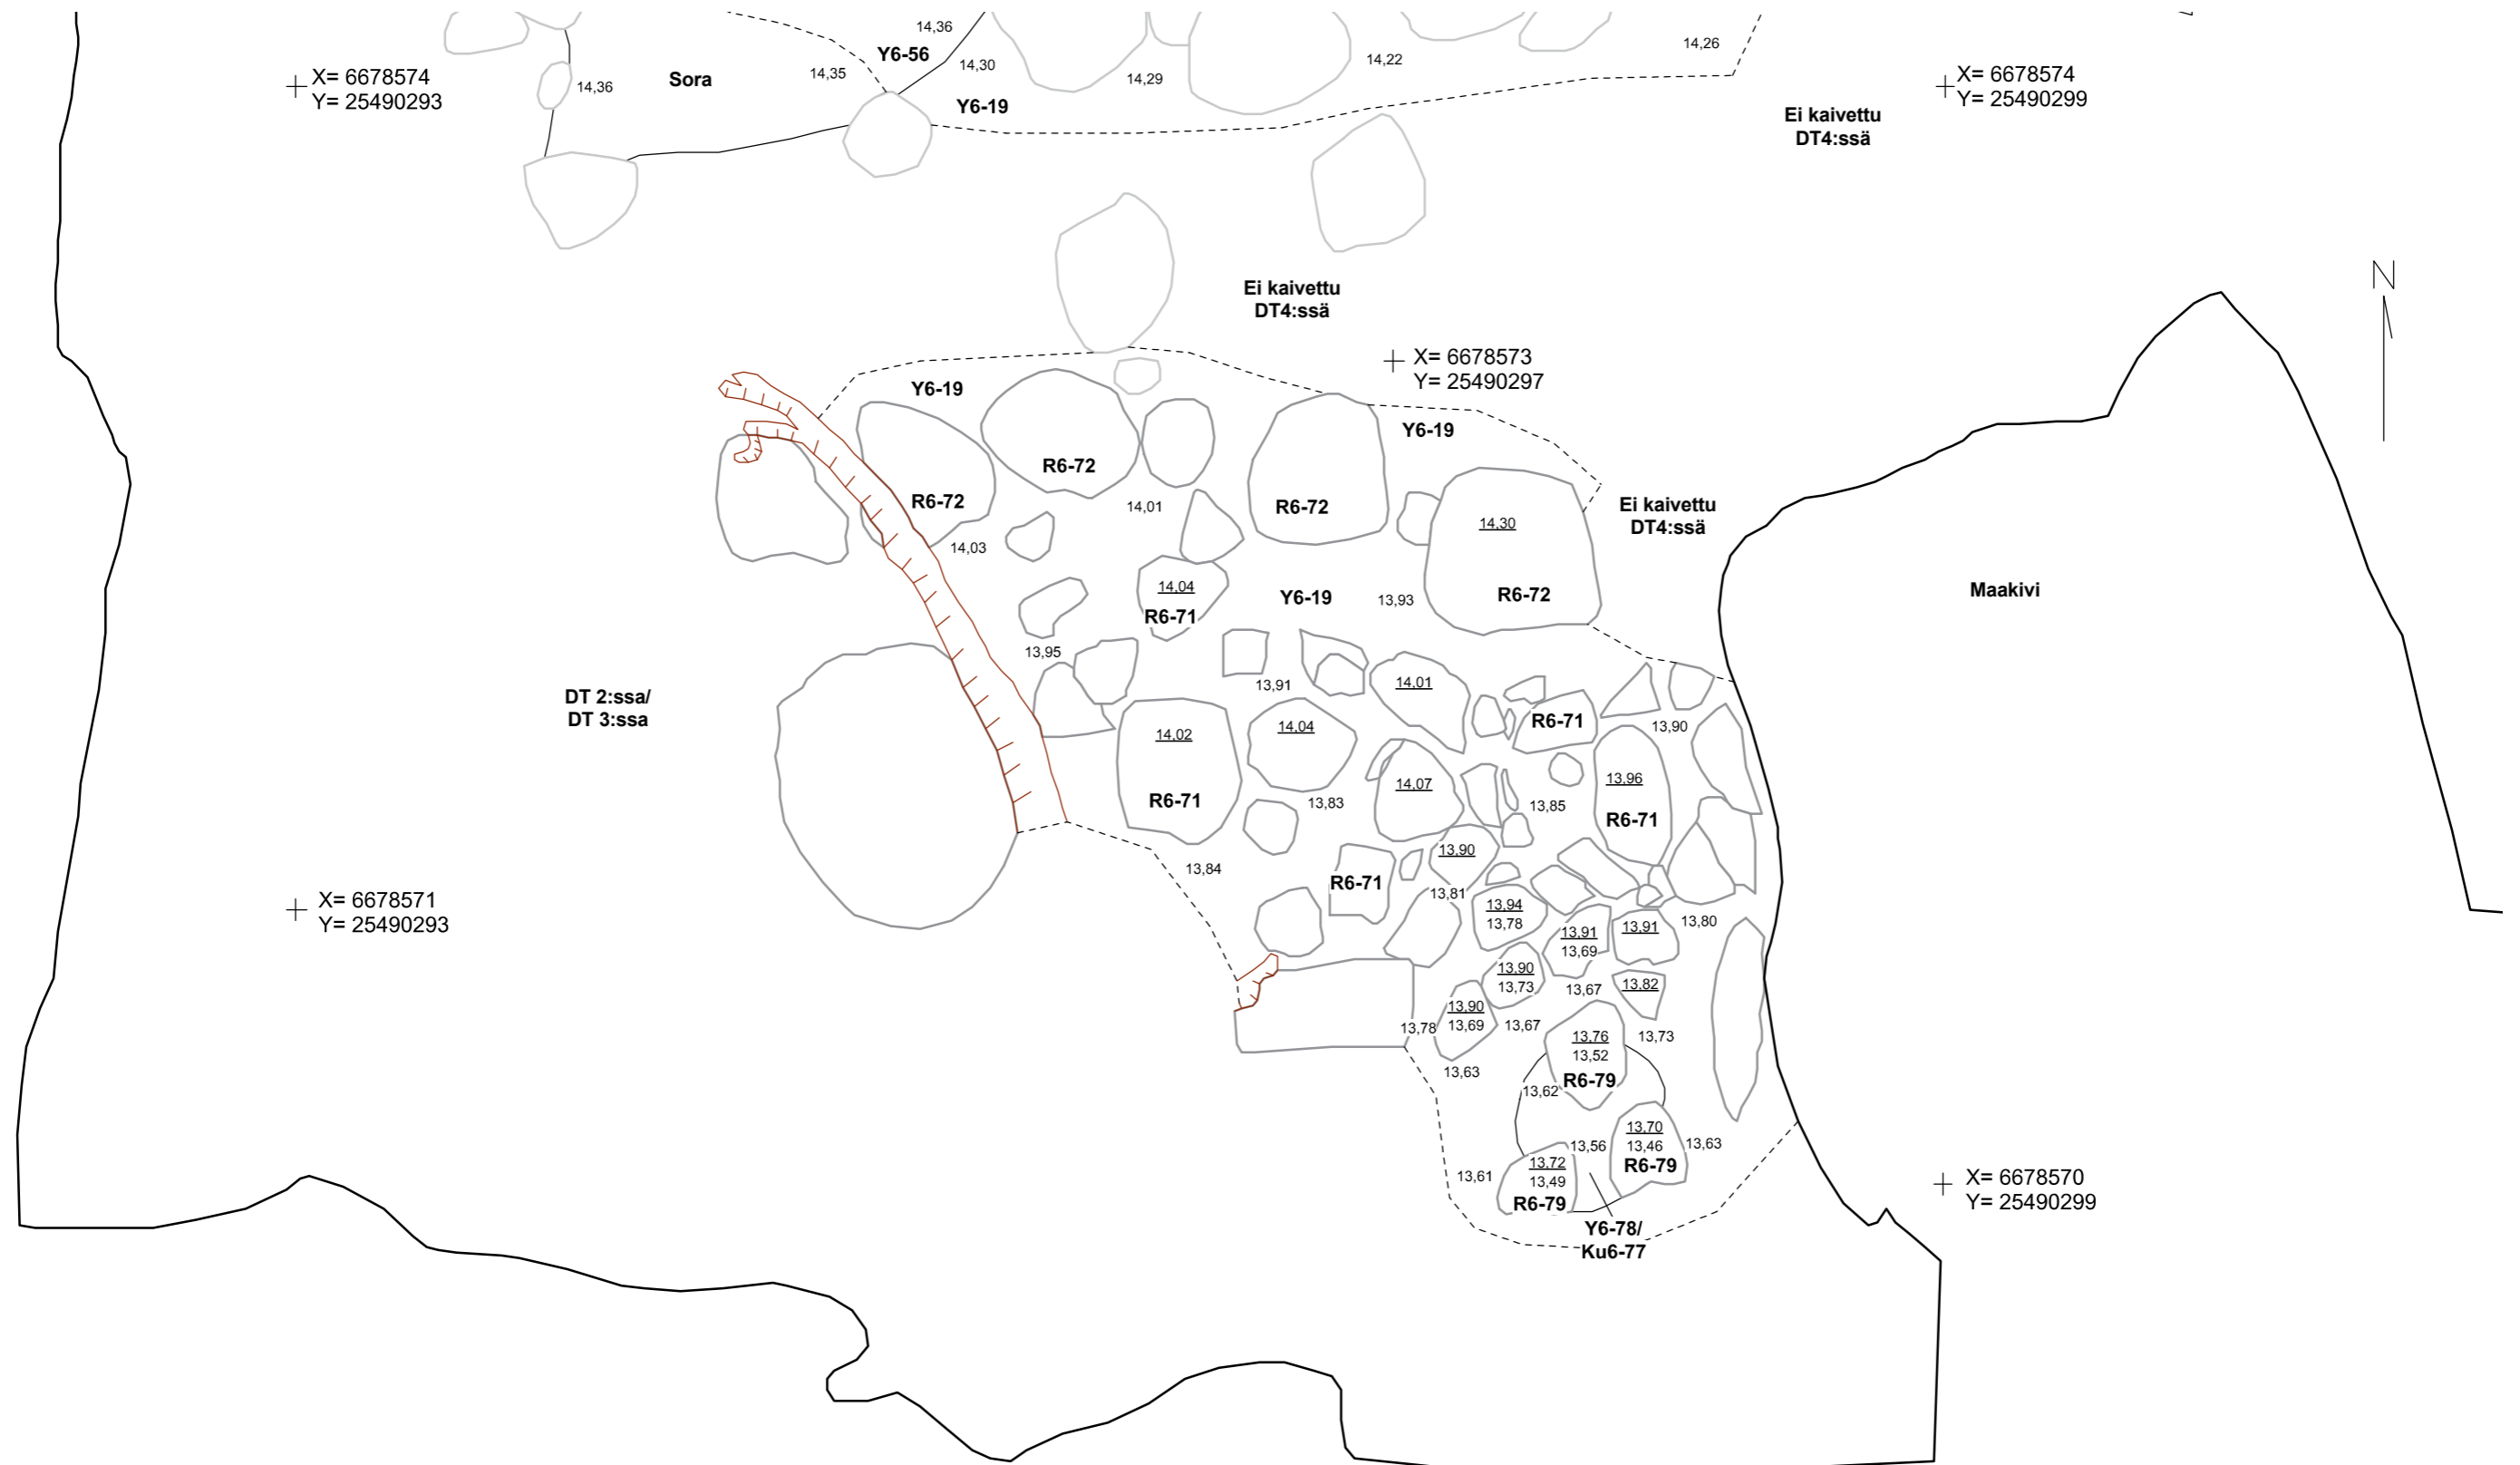 14,36
Y6-56
14,30
14,35
14,36
Sora
X= 6678574
Y= 25490293
14,29
14,22
14,26
Y6-19
X= 6678574
Y= 25490299
Ei kaivettu
DT4:ssä
N
Ei kaivettu
DT4:ssä
X= 6678573
Y= 25490297
Y6-19
Y6-19
R6-72
R6-72
14,01
R6-72
14,03
14,30
R6-72
Ei kaivettu
DT4:ssä
Maakivi
14,04
R6-71
Y6-19
13,93
13,95
13,91
14,01
DT 2:ssa/
DT 3:ssa
14,02
R6-71
14,04
R6-71
13,90
13,83
14,07
13,85
13,96
R6-71
13,84
13,90
R6-71
13,81
X= 6678571
Y= 25490293
13,94
13,78
13,91
13,69
13,91
13,80
13,90
13,73
13,67
13,82
13,90
13,69
13,78
13,67
13,73
13,76
13,52
R6-79
13,63
13,62
13,70
13,46
R6-79
13,56
13,63
13,61
13,72
13,49
R6-79
Y6-78/
Ku6-77
X= 6678570
Y= 25490299